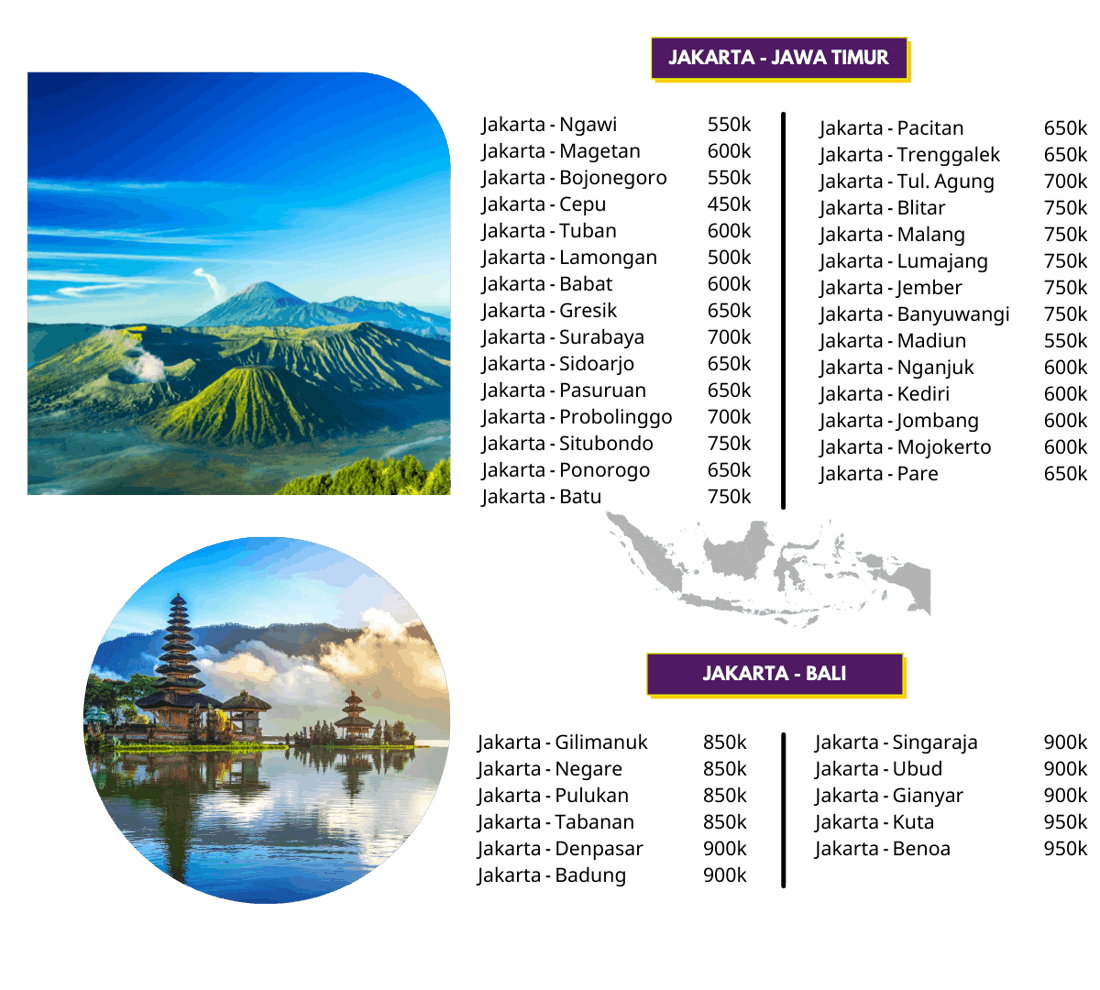 JAKARTA - JAWA TIMUR
Jakarta - Ngawi 550k
Jakarta - Magetan 600k
Jakarta - Bojonegoro 550k
Jakarta - Cepu 450k
Jakarta - Tuban 600k
Jakarta - Lamongan 500k
Jakarta - Babat 600k
Jakarta - Gresik 650k
Jakarta - Surabaya 700k
Jakarta - Sidoarjo 650k
Jakarta - Pasuruan 650k
Jakarta - Probolinggo 700k
Jakarta - Situbondo 750k
Jakarta - Ponorogo 650k
Jakarta - Batu 750k
Jakarta - Pacitan 650k
Jakarta - Trenggalek 650k
Jakarta - Tul. Agung 700k
Jakarta - Blitar 750k
Jakarta - Malang 750k
Jakarta - Lumajang 750k
Jakarta - Jember 750k
Jakarta - Banyuwangi 750k
Jakarta - Madiun 550k
Jakarta - Nganjuk 600k
Jakarta - Kediri 600k
Jakarta - Jombang 600k
Jakarta - Mojokerto 600k
Jakarta - Pare 650k
JAKARTA - BALI
Jakarta - Gilimanuk 850k
Jakarta - Negare 850k
Jakarta - Pulukan 850k
Jakarta - Tabanan 850k
Jakarta - Denpasar 900k
Jakarta - Badung 900k
Jakarta - Singaraja 900k
Jakarta - Ubud 900k
Jakarta - Gianyar 900k
Jakarta - Kuta 950k
Jakarta - Benoa 950k